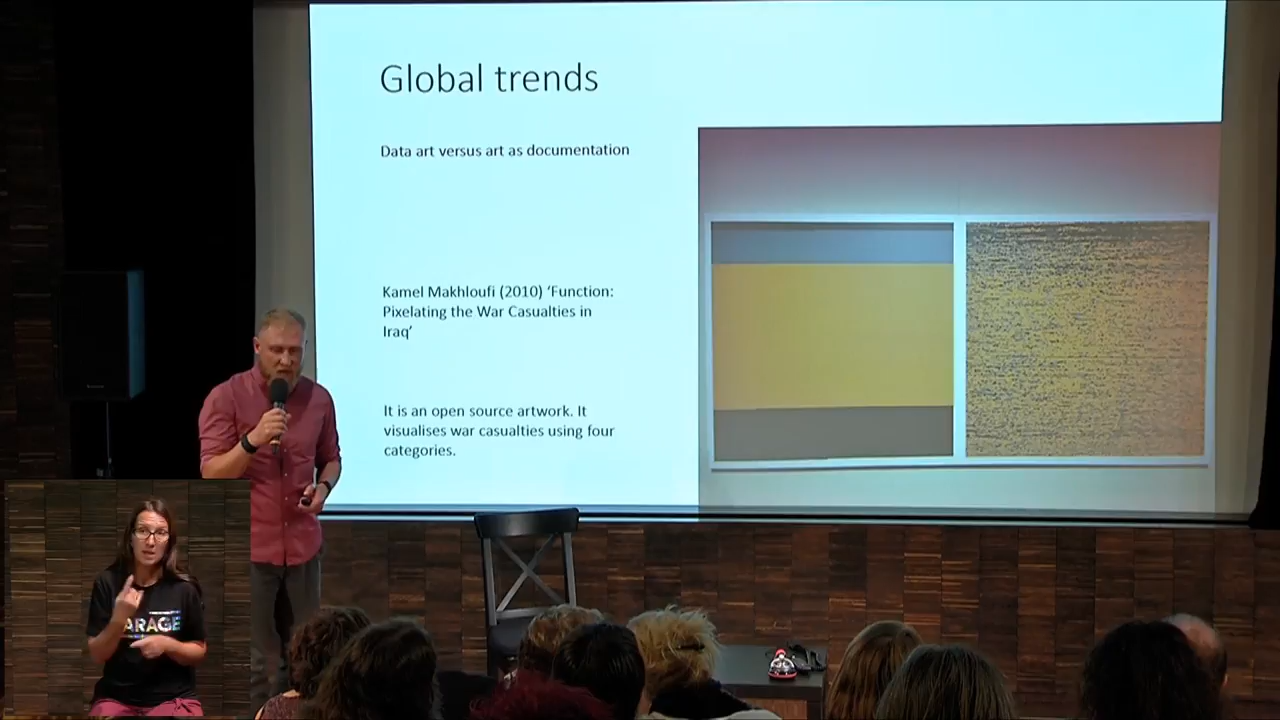 Global trends
Data art versus art as documentation
Kamel Makhloufi (2010) ‘Function:
Pixelating the War Casualties in
Iraq’
It is an open source artwork. It
visualises war casualties using four
categories.
ARAGE